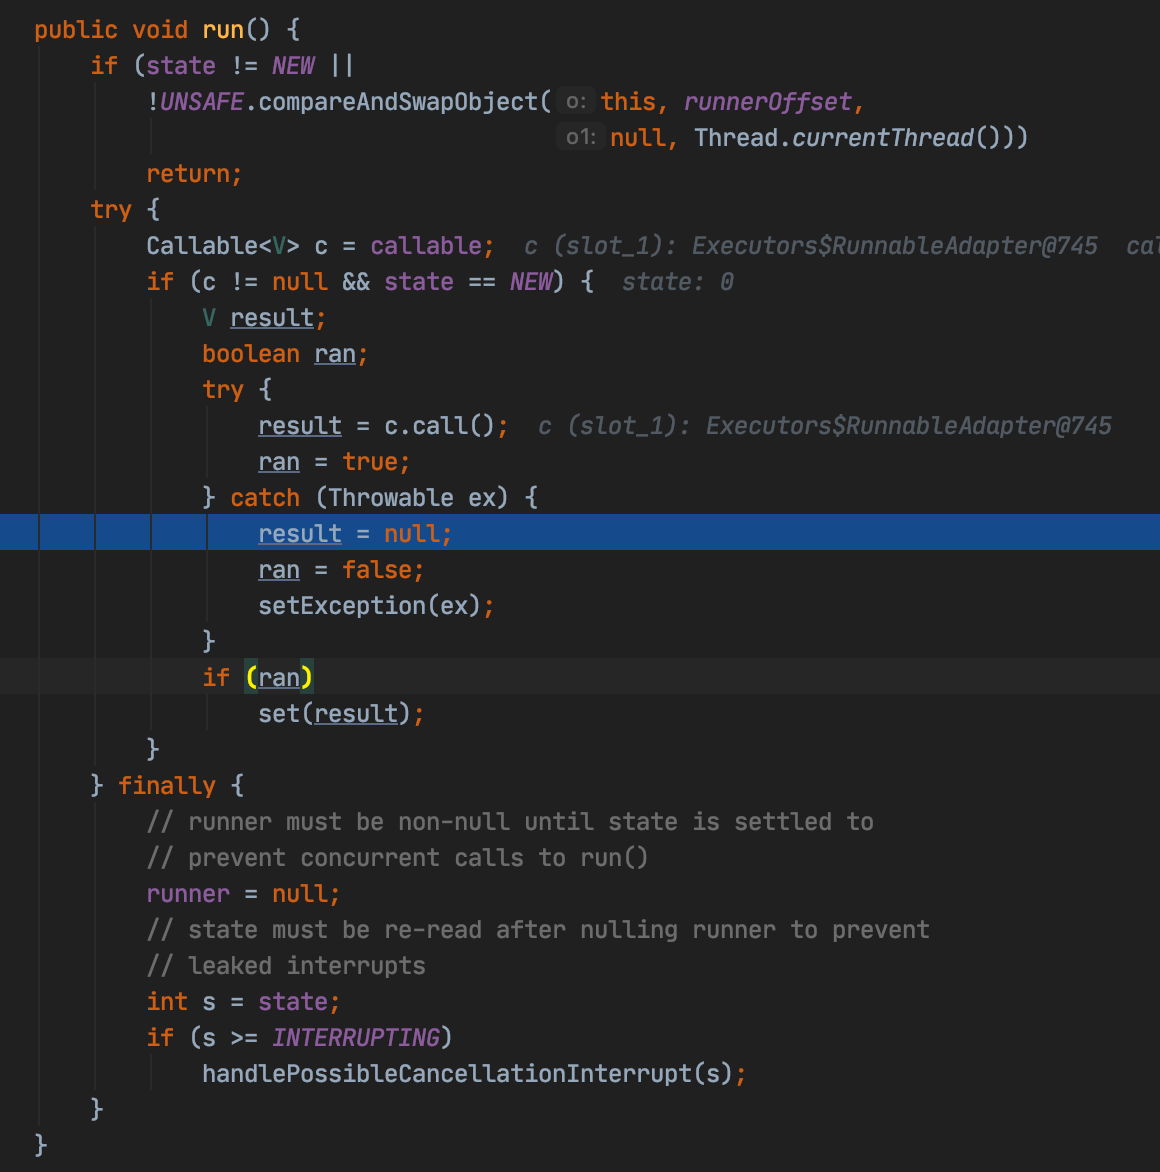 public void run() {
    if (state != NEW ||
        !UNSAFE.compareAndSwapObject( o: this, runnerOffset,
                                      o1: null, Thread.currentThread()))
        return;
    try {
        Callable<V> c = callable;  c (slot_1): Executors$RunnableAdapter@745  cal
        if (c != null && state == NEW) {  state: 0
            V result;
            boolean ran;
            try {
                result = c.call();  c (slot_1): Executors$RunnableAdapter@745
                ran = true;
            } catch (Throwable ex) {
                result = null;
                ran = false;
                setException(ex);
            }
            if (ran)
                set(result);
        }
    } finally {
        // runner must be non-null until state is settled to
        // prevent concurrent calls to run()
        runner = null;
        // state must be re-read after nulling runner to prevent
        // leaked interrupts
        int s = state;
        if (s >= INTERRUPTING)
            handlePossibleCancellationInterrupt(s);
    }
}